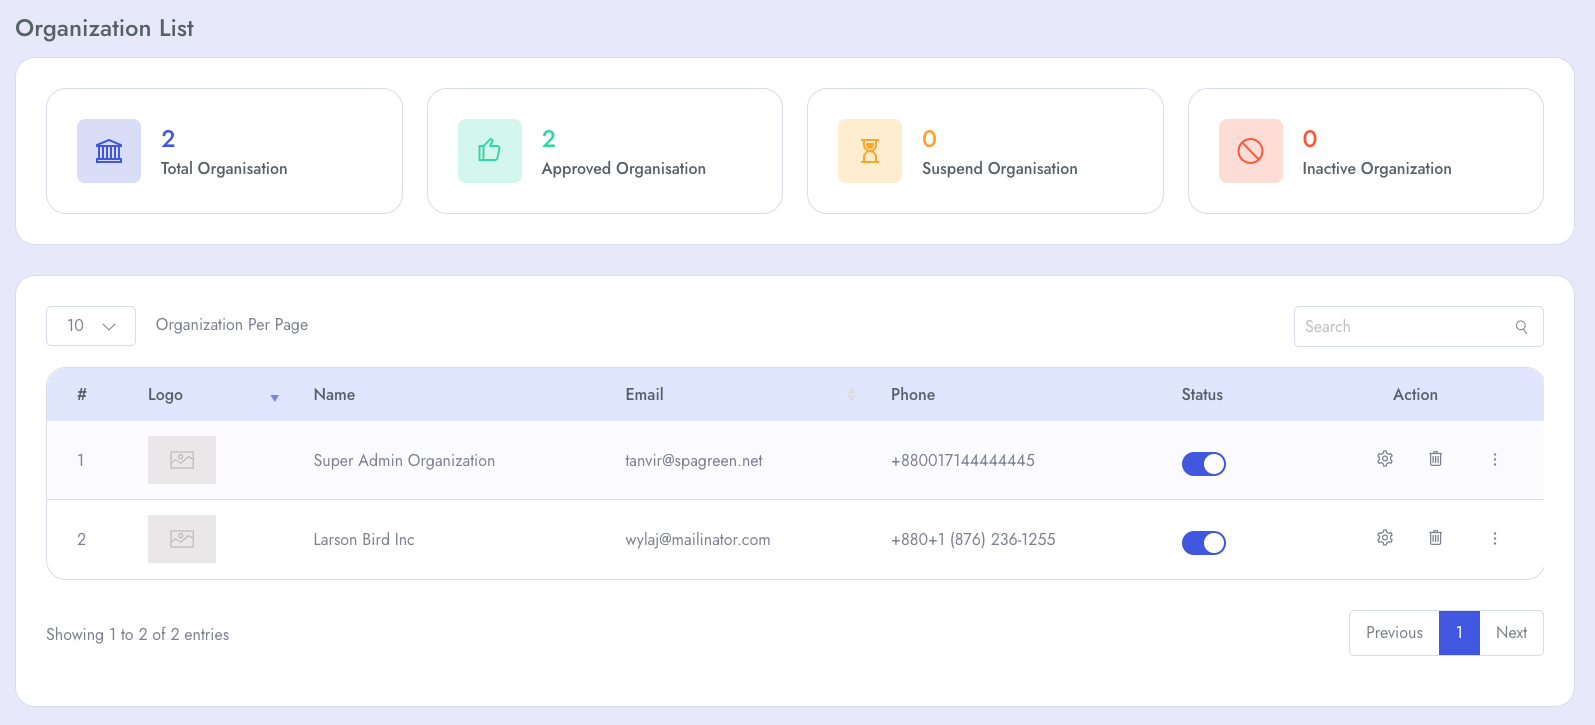 Organization List
2
Total Organisation
2
Approved Organisation
0
Suspend Organisation
0
Inactive Organization
10 Organization Per Page
Search
# Logo Name Email Phone Status Action
1 Super Admin Organization tanvir@spagreen.net +880017144444445
2 Larson Bird Inc wylaj@mailinator.com +880+1 (876) 236-1255
Showing 1 to 2 of 2 entries
Previous 1 Next